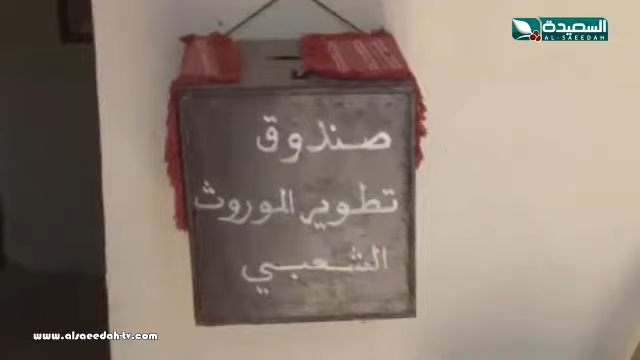 السعيدة
AL-SAEEDAH
صندوق
تطوير الموروث
الشعبي
www.alsaeedah-tv.com